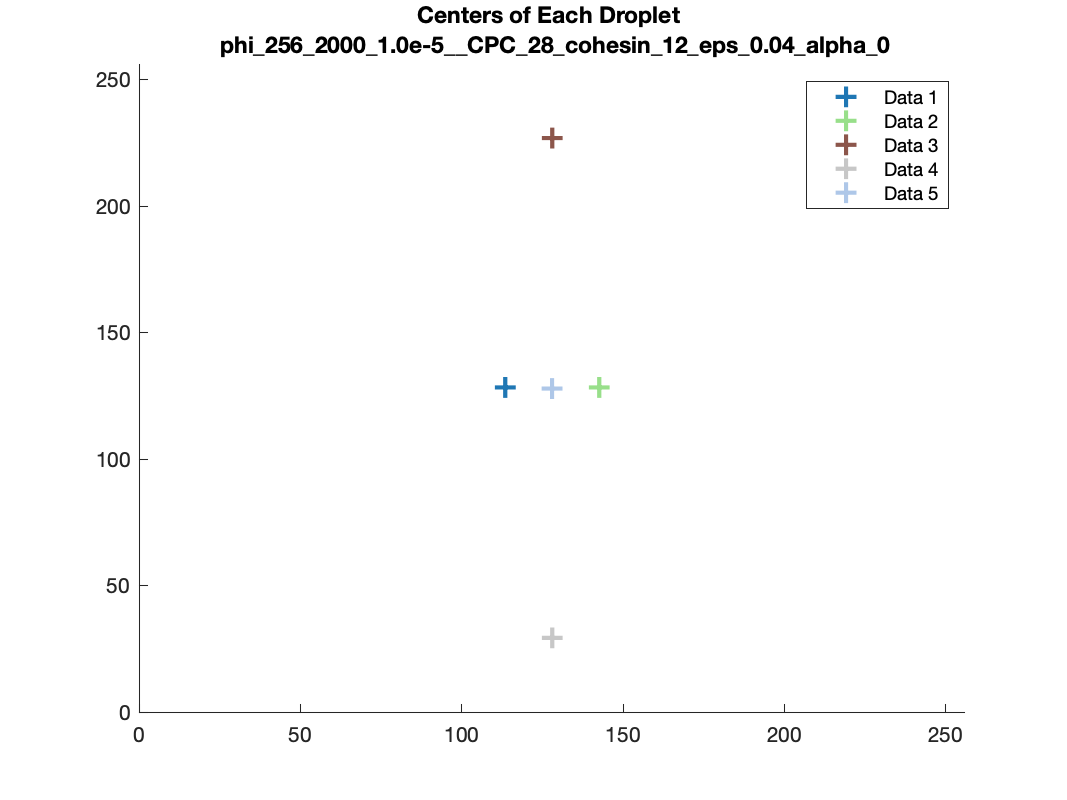 Centers of Each Droplet
phi_256_2000_1.0e-5__CPC_28_cohesin_12_eps_0.04_alpha_0
250
200
150
100
50
0
0 50 100 150 200 250
Data 1
Data 2
Data 3
Data 4
Data 5